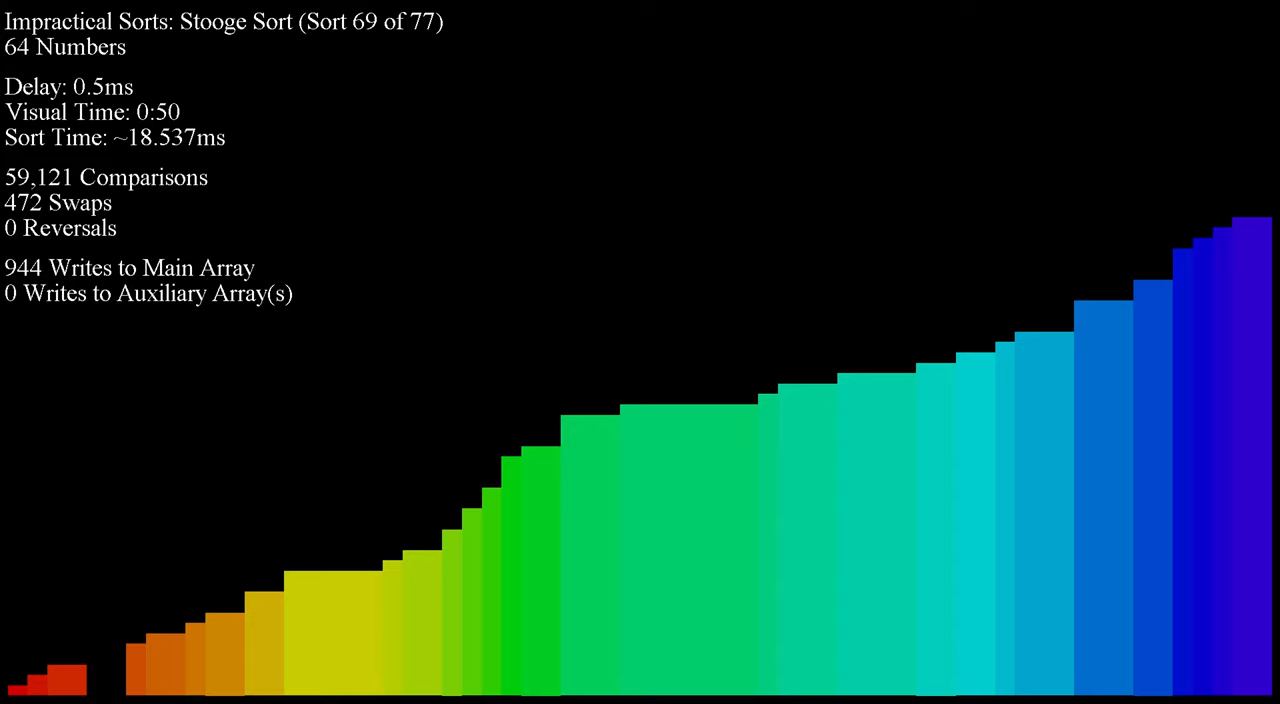 Impractical Sorts: Stooge Sort (Sort 69 of 77)
64 Numbers
Delay: 0.5ms
Visual Time: 0:50
Sort Time: ~18.537ms
59,121 Comparisons
472 Swaps
0 Reversals
944 Writes to Main Array
0 Writes to Auxiliary Array(s)